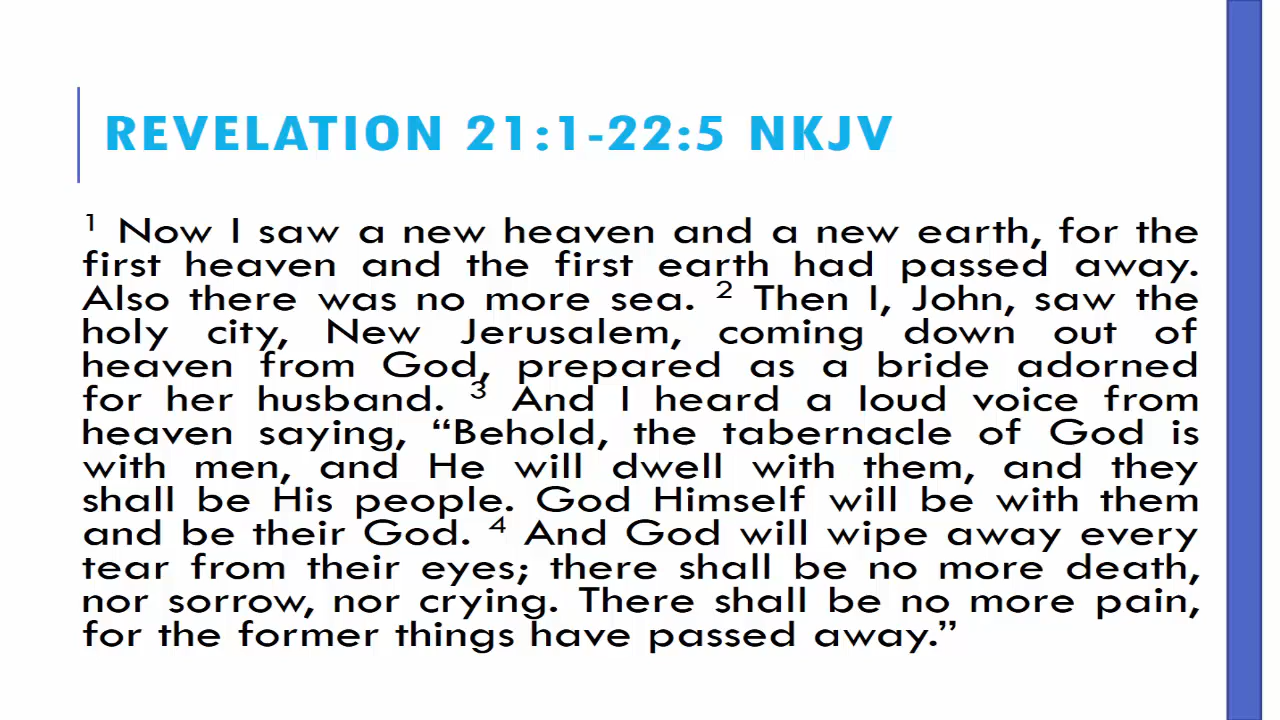 REVELATION 21:1-22:5 NKJV
1 Now I saw a new heaven and a new earth, for the
first heaven and the first earth had passed away.
Also there was no more sea. 2 Then I, John, saw the
holy city, New Jerusalem, coming down out of
heaven from God, prepared as a bride adorned
for her husband. 3 And I heard a loud voice from
heaven saying, “Behold, the tabernacle of God is
with men, and He will dwell with them, and they
shall be His people. God Himself will be with them
and be their God. 4 And God will wipe away every
tear from their eyes; there shall be no more death,
nor sorrow, nor crying. There shall be no more pain,
for the former things have passed away.”